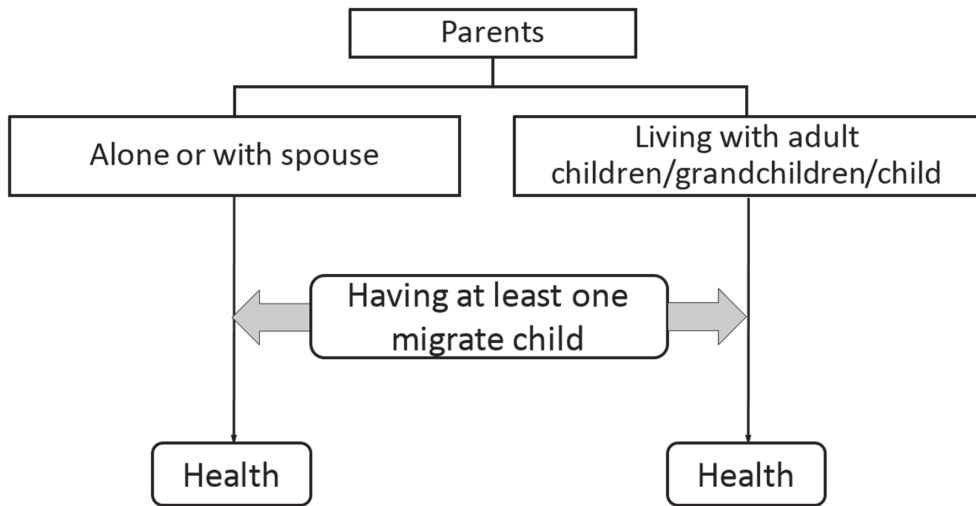 Parents
Alone or with spouse
Living with adult
children/grandchildren/child
Having at least one
migrate child
Health
Health